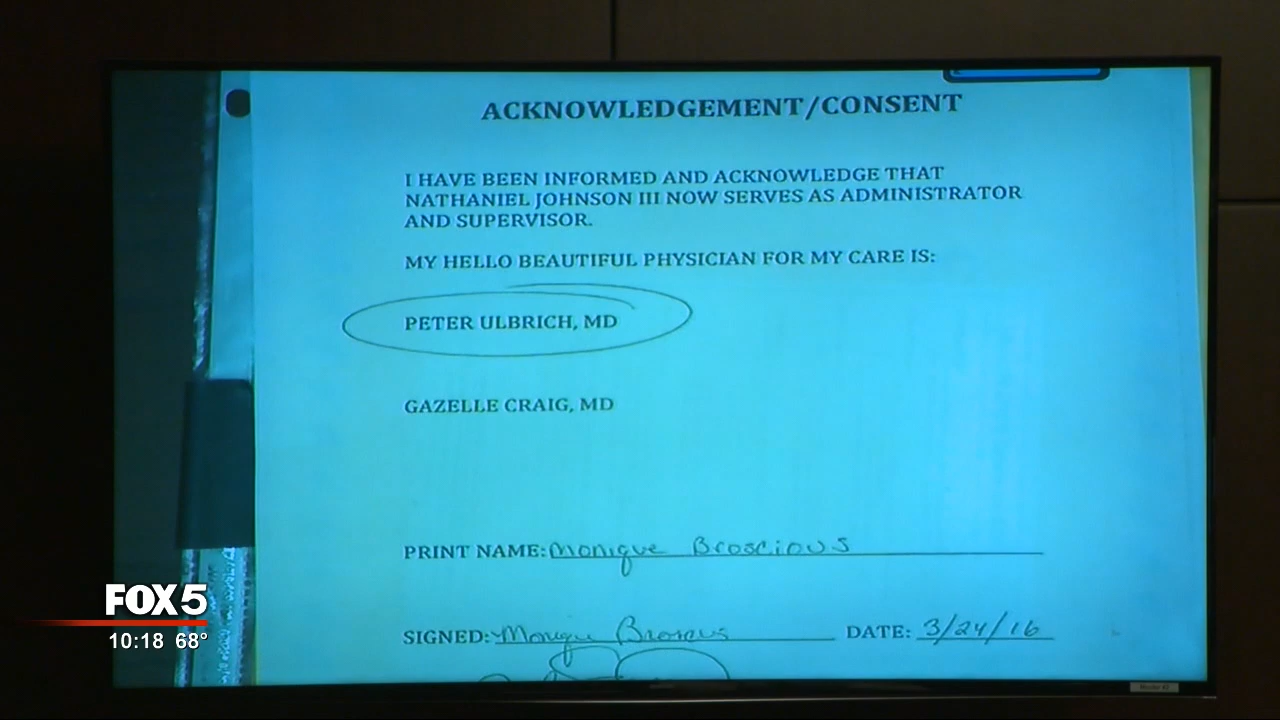 ACKNOWLEDGEMENT/CONSENT
I HAVE BEEN INFORMED AND ACKNOWLEDGE THAT
NATHANIEL JOHNSON III NOW SERVES AS ADMINISTRATOR
AND SUPERVISOR.
MY HELLO BEAUTIFUL PHYSICIAN FOR MY CARE IS:
PETER ULBRICH, MD
GAZELLE CRAIG, MD
PRINT NAME: Monique Broscious
SIGNED: Monique DATE: 3/24/16
FOX 5
10:18 68°